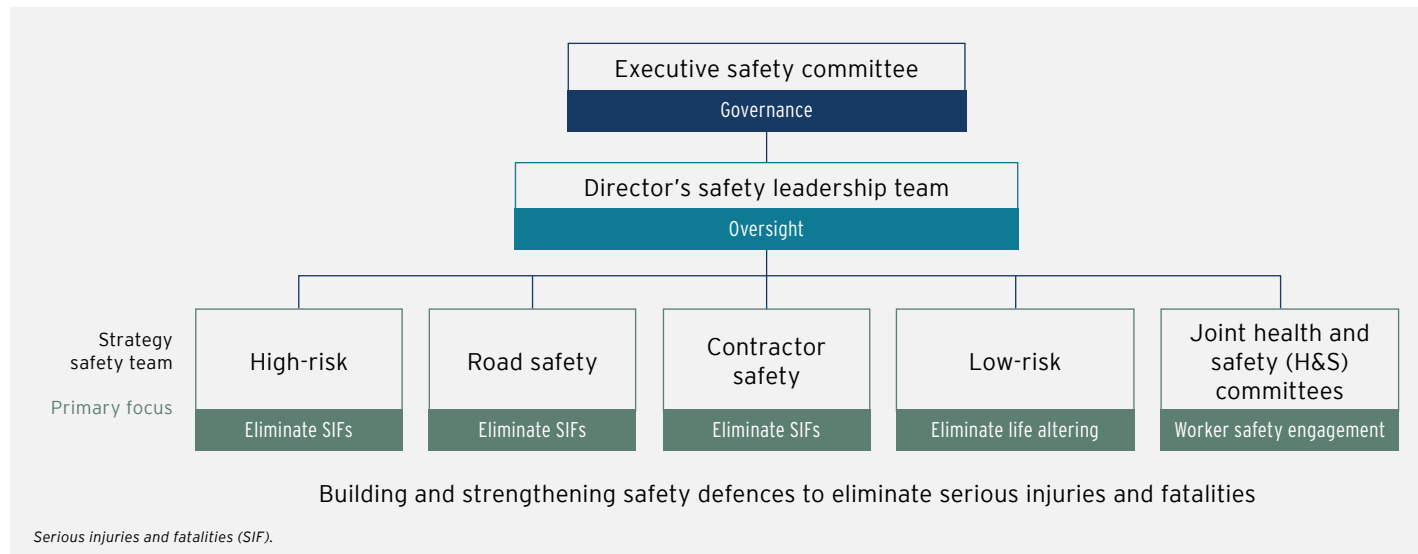 Executive safety committee
Governance
Director’s safety leadership team
Oversight
Strategy
safety team
Primary focus
High-risk
Eliminate SIFs
Road safety
Eliminate SIFs
Contractor
safety
Eliminate SIFs
Low-risk
Eliminate life altering
Joint health and
safety (H&S)
committees
Worker safety engagement
Building and strengthening safety defences to eliminate serious injuries and fatalities
Serious injuries and fatalities (SIF).